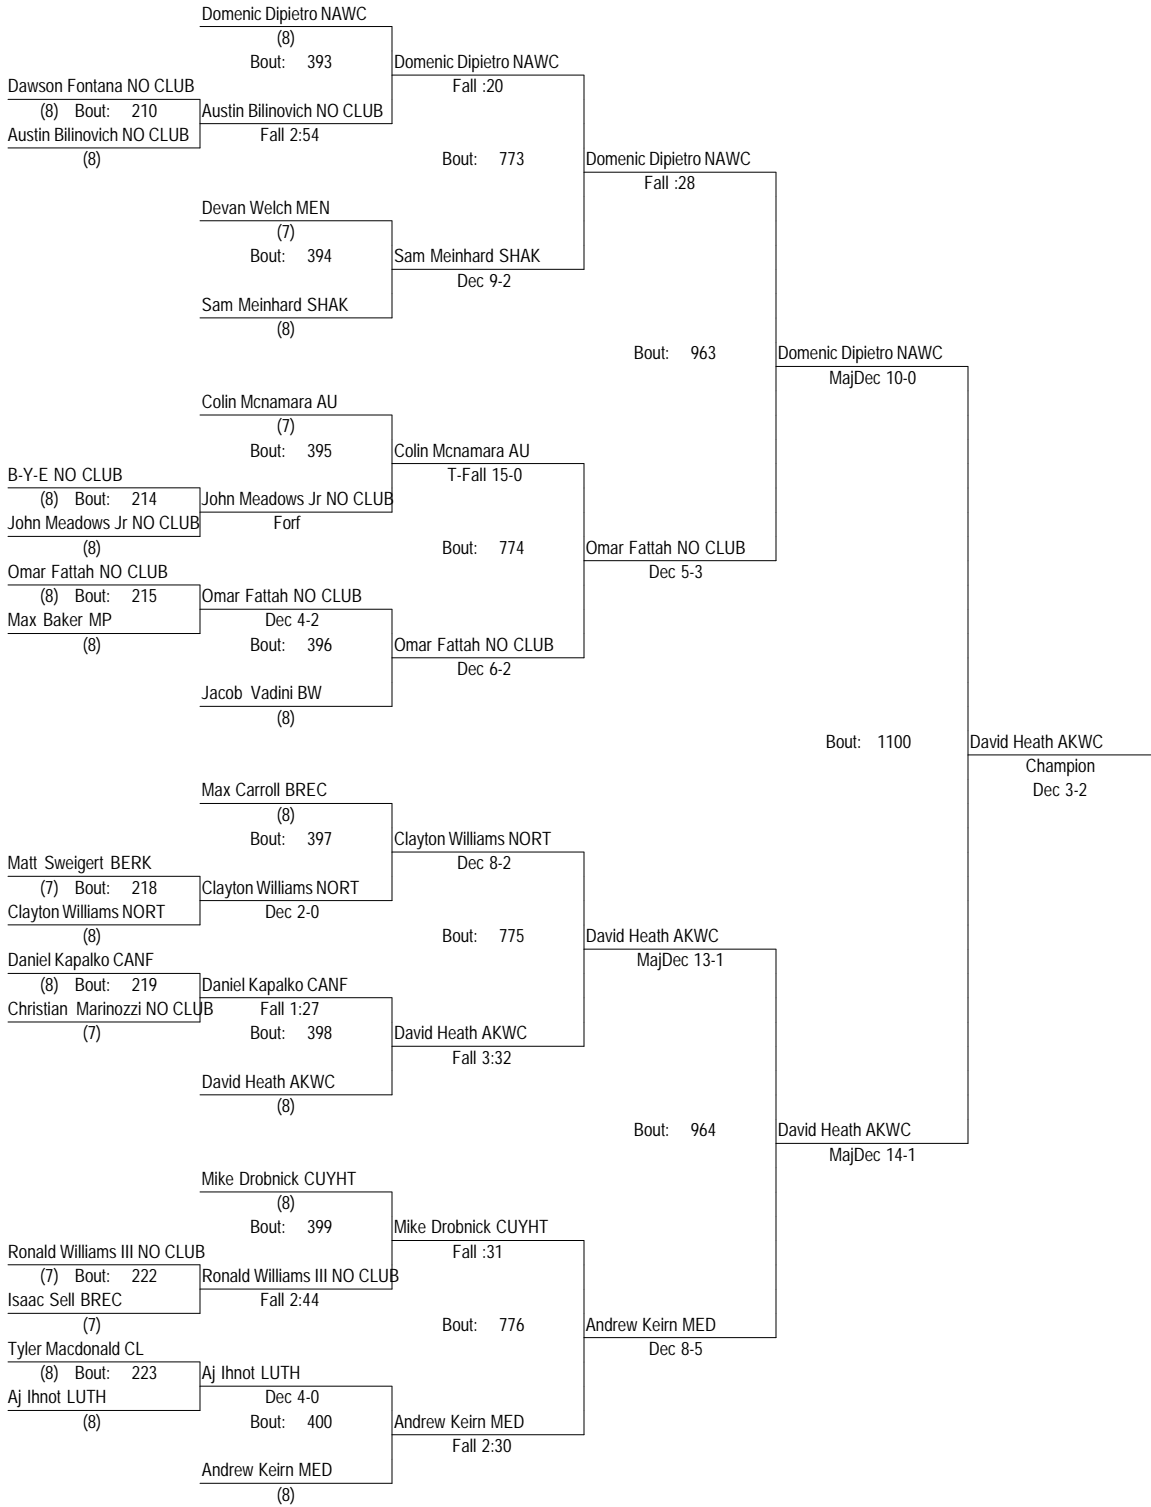 Domenic Dipietro NAWC
(8)
Bout: 393
Domenic Dipietro NAWC
Fall :20
Dawson Fontana NO CLUB
(8) Bout: 210
Austin Bilinovich NO CLUB
Austin Bilinovich NO CLUB
Fall 2:54
(8)
Bout: 773
Domenic Dipietro NAWC
Fall :28
Devan Welch MEN
(7)
Bout: 394
Sam Meinhard SHAK
Dec 9-2
Sam Meinhard SHAK
(8)
Bout: 963
Domenic Dipietro NAWC
MajDec 10-0
Colin Mcnamara AU
(7)
Bout: 395
Colin Mcnamara AU
T-Fall 15-0
B-Y-E NO CLUB
(8) Bout: 214
John Meadows Jr NO CLUB
John Meadows Jr NO CLUB
Forf
(8)
Bout: 774
Omar Fattah NO CLUB
Dec 5-3
Omar Fattah NO CLUB
(8) Bout: 215
Omar Fattah NO CLUB
Max Baker MP
Dec 4-2
(8)
Bout: 396
Omar Fattah NO CLUB
Dec 6-2
Jacob Vadini BW
(8)
Bout: 1100
David Heath AKWC
Champion
Dec 3-2
Max Carroll BREC
(8)
Bout: 397
Clayton Williams NORT
Dec 8-2
Matt Sweigert BERK
(7) Bout: 218
Clayton Williams NORT
Clayton Williams NORT
Dec 2-0
(8)
Bout: 775
David Heath AKWC
MajDec 13-1
Daniel Kapalko CANF
(8) Bout: 219
Daniel Kapalko CANF
Christian Marinozzi NO CLUB
Fall 1:27
(7)
Bout: 398
David Heath AKWC
Fall 3:32
David Heath AKWC
(8)
Bout: 964
David Heath AKWC
MajDec 14-1
Mike Drobnick CUYHT
(8)
Bout: 399
Mike Drobnick CUYHT
Fall :31
Ronald Williams III NO CLUB
(7) Bout: 222
Ronald Williams III NO CLUB
Isaac Sell BREC
Fall 2:44
(7)
Bout: 776
Andrew Keirn MED
Dec 8-5
Tyler Macdonald CL
(8) Bout: 223
Aj Ihnot LUTH
Aj Ihnot LUTH
Dec 4-0
(8)
Bout: 400
Andrew Keirn MED
Fall 2:30
Andrew Keirn MED
(8)